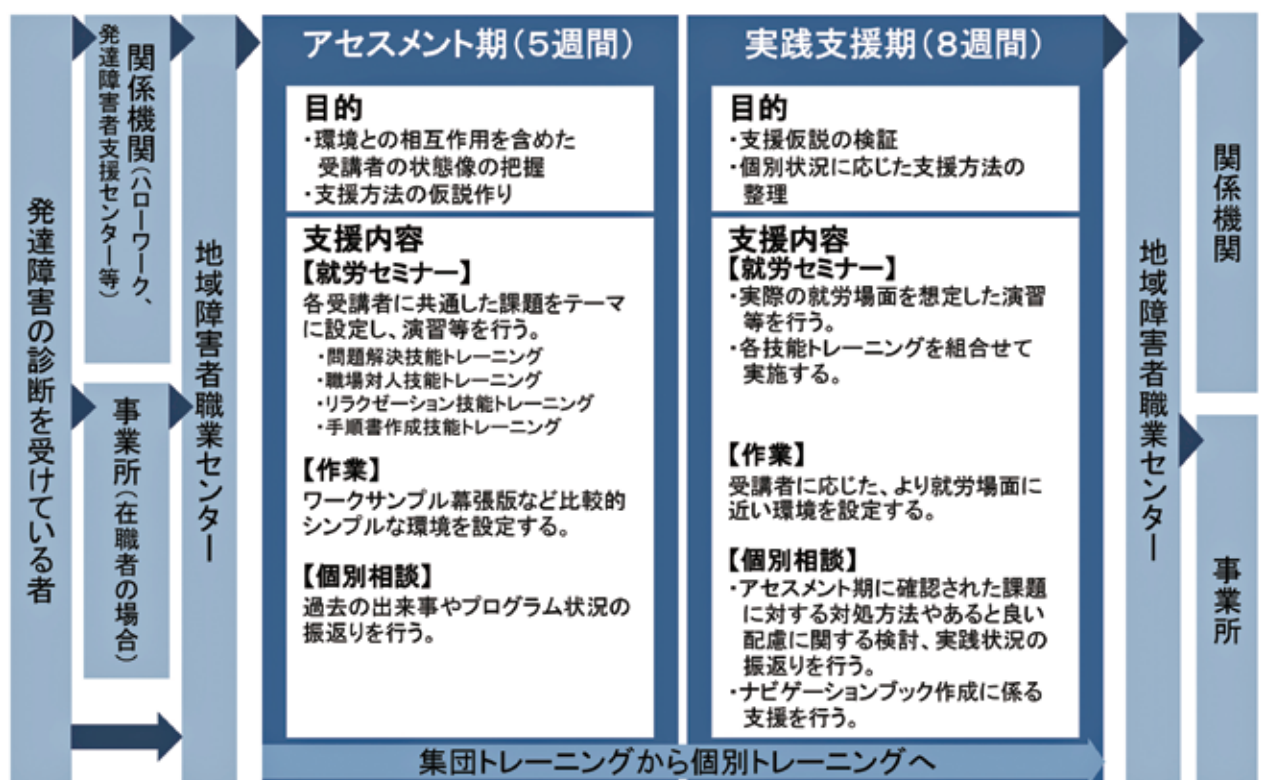 発達障害の診断を受けている者
関係機関(ハローワーク、
発達障害者支援センター等)
事業所(在職者の場合)
地域障害者職業センター
アセスメント期(5週間)
目的
・環境との相互作用を含めた
受講者の状態像の把握
・支援方法の仮説作り
支援内容
【就労セミナー】
各受講者に共通した課題をテーマ
に設定し、演習等を行う。
・問題解決技能トレーニング
・職場対人技能トレーニング
・リラクゼーション技能トレーニング
・手順書作成技能トレーニング
【作業】
ワークサンプル幕張版など比較的
シンプルな環境を設定する。
【個別相談】
過去の出来事やプログラム状況の
振返りを行う。
実践支援期(8週間)
目的
・支援仮説の検証
・個別状況に応じた支援方法の
整理
支援内容
【就労セミナー】
・実際の就労場面を想定した演習
等を行う。
・各技能トレーニングを組合せて
実施する。
【作業】
受講者に応じた、より就労場面に
近い環境を設定する。
【個別相談】
・アセスメント期に確認された課題
に対する対処方法やあると良い
配慮に関する検討、実践状況の
振返りを行う。
・ナビゲーションブック作成に係る
支援を行う。
集団トレーニングから個別トレーニングへ
地域障害者職業センター
関係機関
事業所